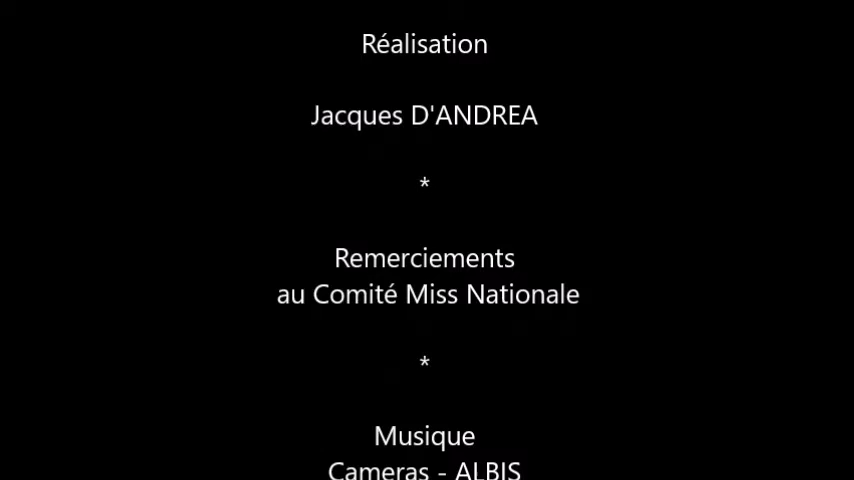 Réalisation
Jacques D'ANDREA
*
Remerciements
au Comité Miss Nationale
*
Musique
Cameras - ALBIS